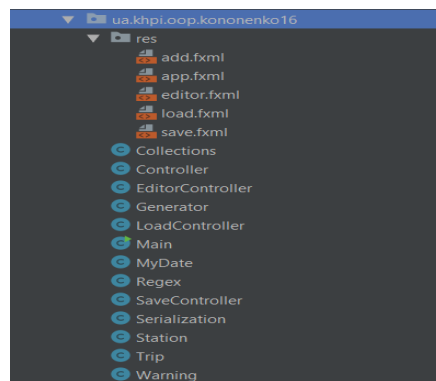 ua.khpi.oop.kononenko16
res
add.fxml
app.fxml
editor.fxml
load.fxml
save.fxml
Collections
Controller
EditorController
Generator
LoadController
Main
MyDate
Regex
SaveController
Serialization
Station
Trip
Warning